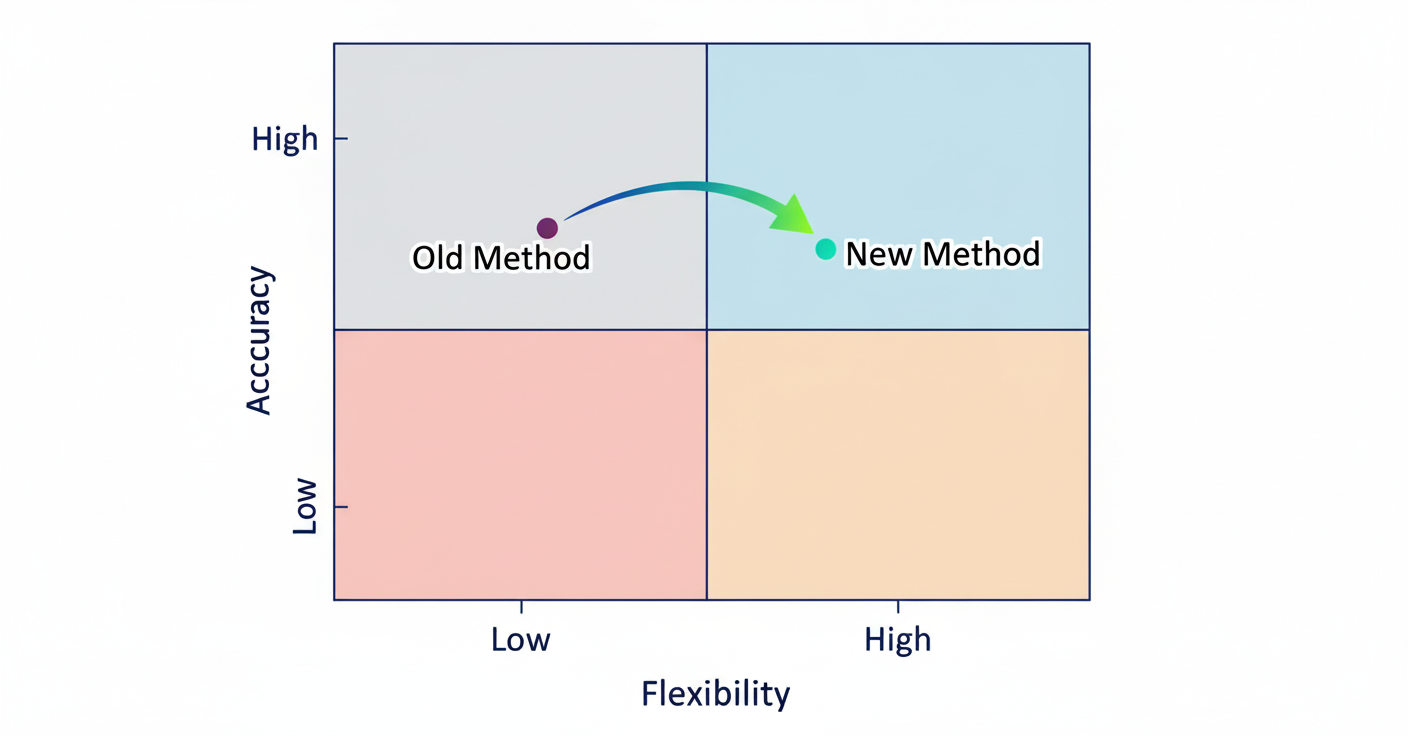 High
Old Method
New Method
Acccuracy
Low
Low
High
Flexibility